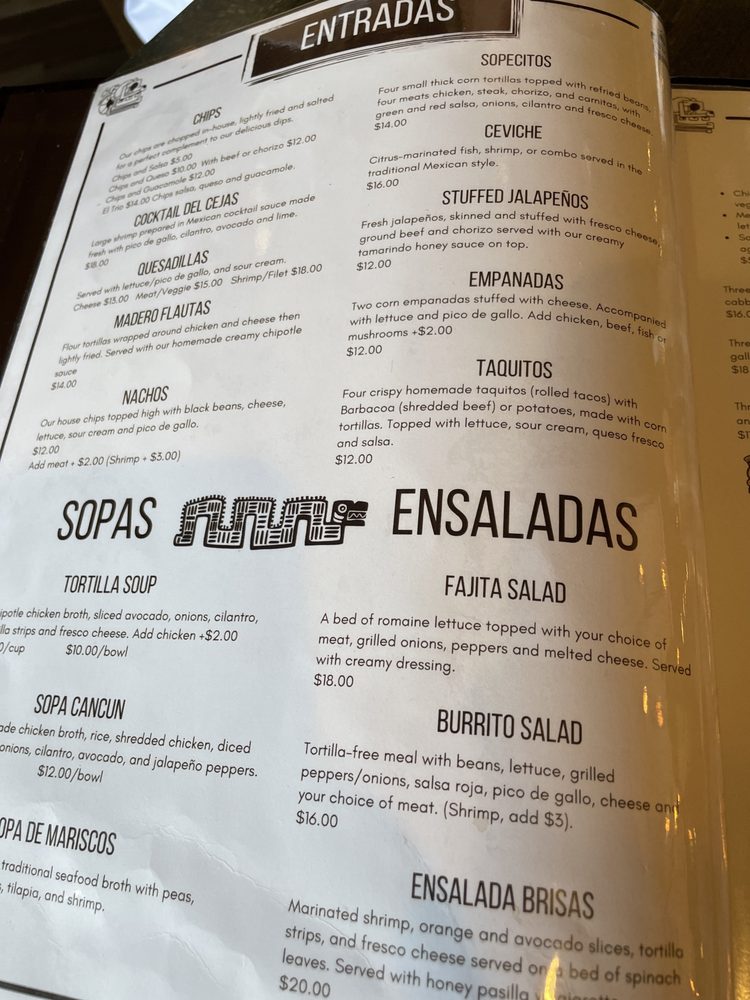 ENTRADAS
CHIPS
Our chips are chopped in-house, lightly fried and salted
for a perfect complement to our delicious dips.
Chips and Salsa $5.00
Chips and Queso $10.00 With beef or chorizo $12.00
Chips and Guacamole $12.00
El Trio $14.00 Chips salsa, queso and guacamole.
COCKTAIL DEL CEJAS
Large shrimp prepared in Mexican cocktail sauce made
fresh with pico de gallo, cilantro, avocado and lime.
$18.00
QUESADILLAS
Served with lettuce/pico de gallo, and sour cream.
Cheese $13.00 Meat/Veggie $15.00 Shrimp/Filet $18.00
MADERO FLAUTAS
Flour tortillas wrapped around chicken and cheese then
lightly fried. Served with our homemade creamy chipotle
sauce
$14.00
NACHOS
Our house chips topped high with black beans, cheese,
lettuce, sour cream and pico de gallo.
$12.00
Add meat + $2.00 (Shrimp + $3.00)
SOPECITOS
Four small thick corn tortillas topped with refried beans,
four meats chicken, steak, chorizo, and carnitas, with
green and red salsa, onions, cilantro and fresco cheese.
$14.00
CEVICHE
Citrus-marinated fish, shrimp, or combo served in the
traditional Mexican style.
$16.00
STUFFED JALAPEÑOS
Fresh jalapeños, skinned and stuffed with fresco cheese,
ground beef and chorizo served with our creamy
tamarindo honey sauce on top.
$12.00
EMPANADAS
Two corn empanadas stuffed with cheese. Accompanied
with lettuce and pico de gallo. Add chicken, beef, fish or
mushrooms +$2.00
$12.00
TAQUITOS
Four crispy homemade taquitos (rolled tacos) with
Barbacoa (shredded beef) or potatoes, made with corn
tortillas. Topped with lettuce, sour cream, queso fresco
and salsa.
$12.00
SOPAS
TORTILLA SOUP
chicken broth, sliced avocado, onions, cilantro,
strips and fresco cheese. Add chicken +$2.00
/cup $10.00/bowl
SOPA CANCUN
chicken broth, rice, shredded chicken, diced
onions, cilantro, avocado, and jalapeño peppers.
$12.00/bowl
DE MARISCOS
traditional seafood broth with peas,
tilapia, and shrimp.
ENSALADAS
FAJITA SALAD
A bed of romaine lettuce topped with your choice of
meat, grilled onions, peppers and melted cheese. Served
with creamy dressing.
$18.00
BURRITO SALAD
Tortilla-free meal with beans, lettuce, grilled
peppers/onions, salsa roja, pico de gallo, cheese and
your choice of meat. (Shrimp, add $3).
$16.00
ENSALADA BRISAS
Marinated shrimp, orange and avocado slices, tortilla
strips, and fresco cheese served on a bed of spinach
leaves. Served with honey pasilla
$20.00